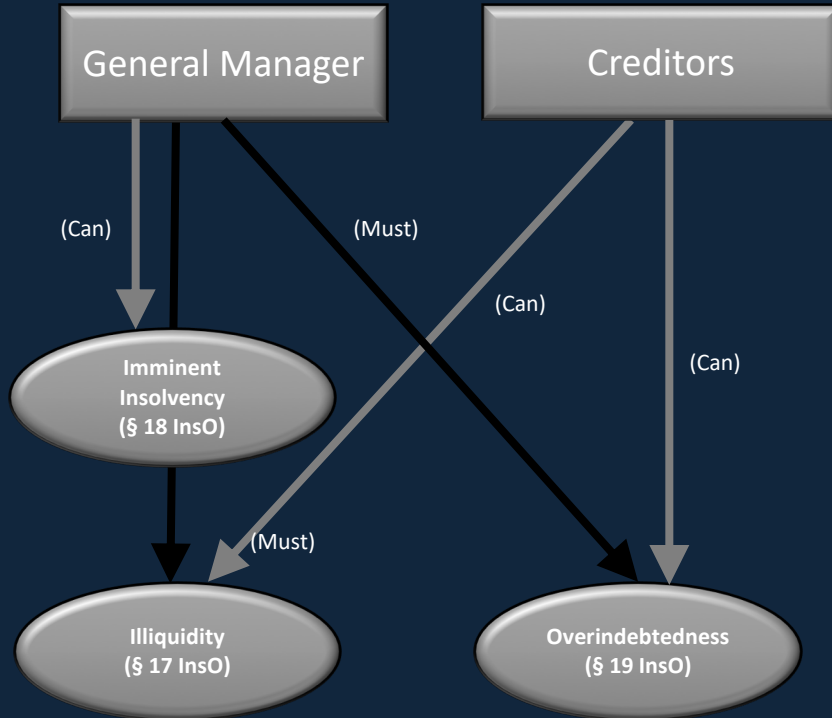 General Manager
Creditors
(Can)
(Must)
(Can)
(Can)
Imminent
Insolvency
(§ 18 InsO)
(Must)
Illiquidity
(§ 17 InsO)
Overindebtedness
(§ 19 InsO)